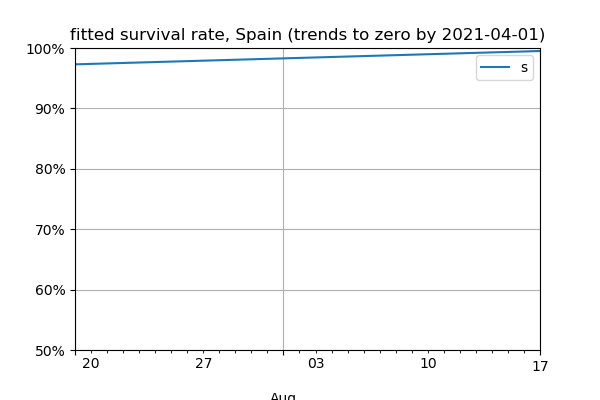 fitted survival rate, Spain (trends to zero by 2021-04-01)
100%
s
90%
80%
70%
60%
50%
20 27 03 10 17
Aug